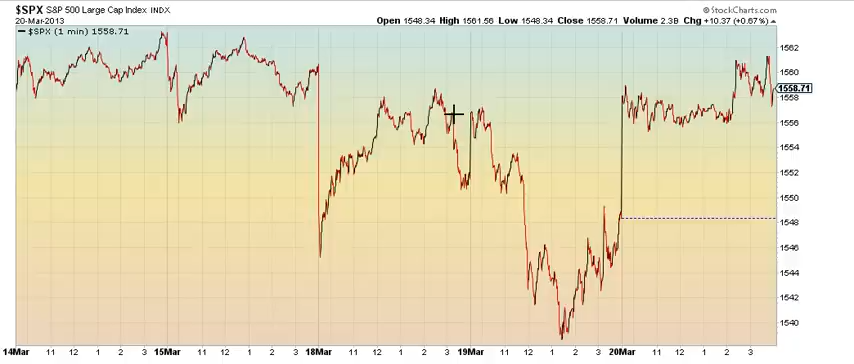 $SPX S&P 500 Large Cap Index INDX
© StockCharts.com
20-Mar-2013
Open 1548.34 High 1561.56 Low 1548.34 Close 1558.71 Volume 2.3B Chg +10.37 (+0.67%) ▲
— $SPX (1 min) 1558.71
1562
1560
1558.71
1558
1556
1554
1552
1550
1548
1546
1544
1542
1540
14Mar 11 12 1 2 3 15Mar 11 12 1 2 3 18Mar 11 12 1 2 3 19Mar 11 12 1 2 3 20Mar 11 12 1 2 3